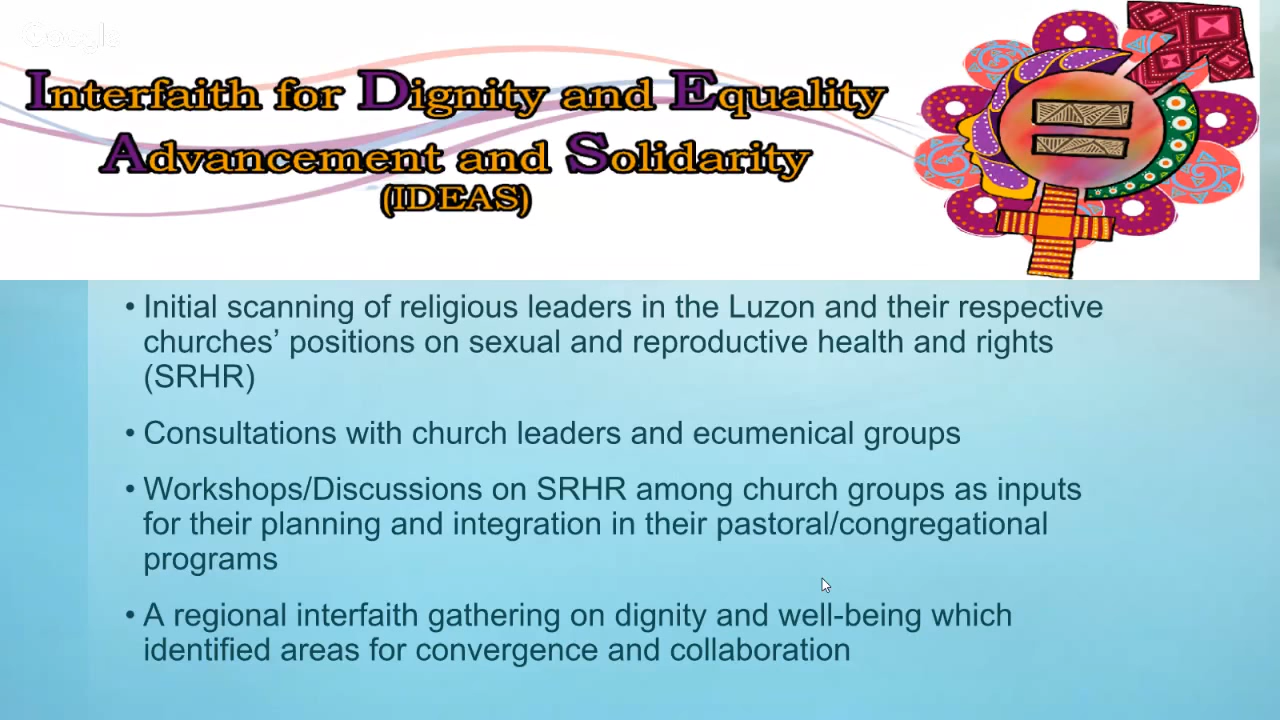 Google
Interfaith for Dignity and Equality
Advancement and Solidarity
(IDEAS)
• Initial scanning of religious leaders in the Luzon and their respective
churches’ positions on sexual and reproductive health and rights
(SRHR)
• Consultations with church leaders and ecumenical groups
• Workshops/Discussions on SRHR among church groups as inputs
for their planning and integration in their pastoral/congregational
programs
• A regional interfaith gathering on dignity and well-being which
identified areas for convergence and collaboration